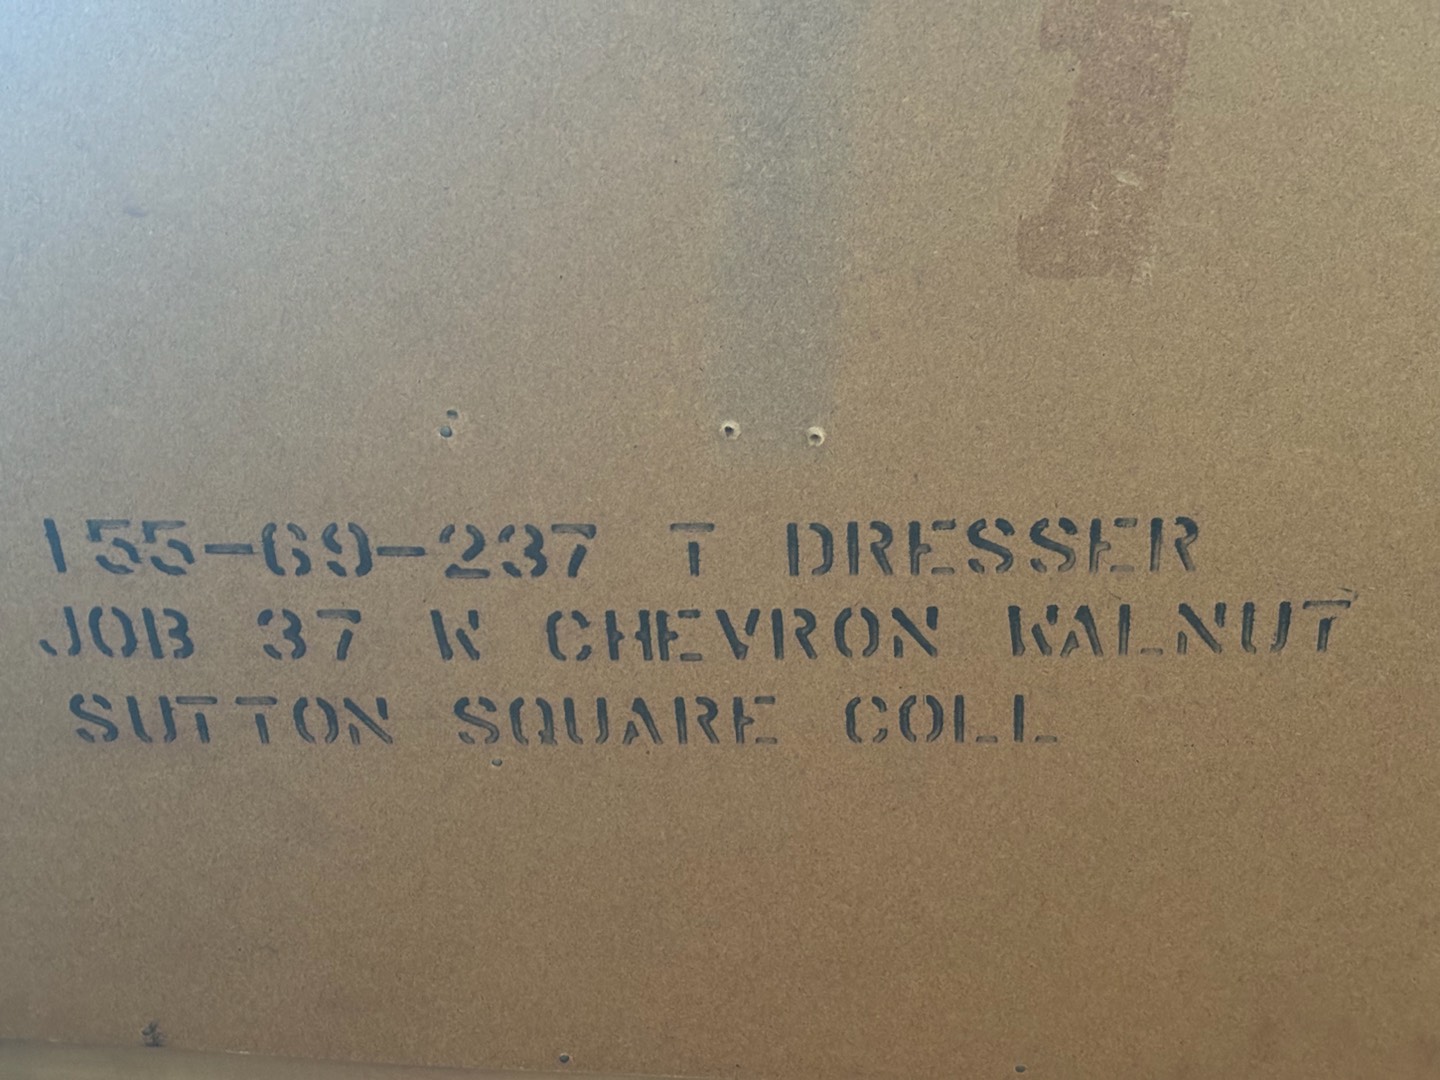 155-69-237 T DRESSER
JOB 37 W CHEVRON WALNUT
SUTTON SQUARE COLL